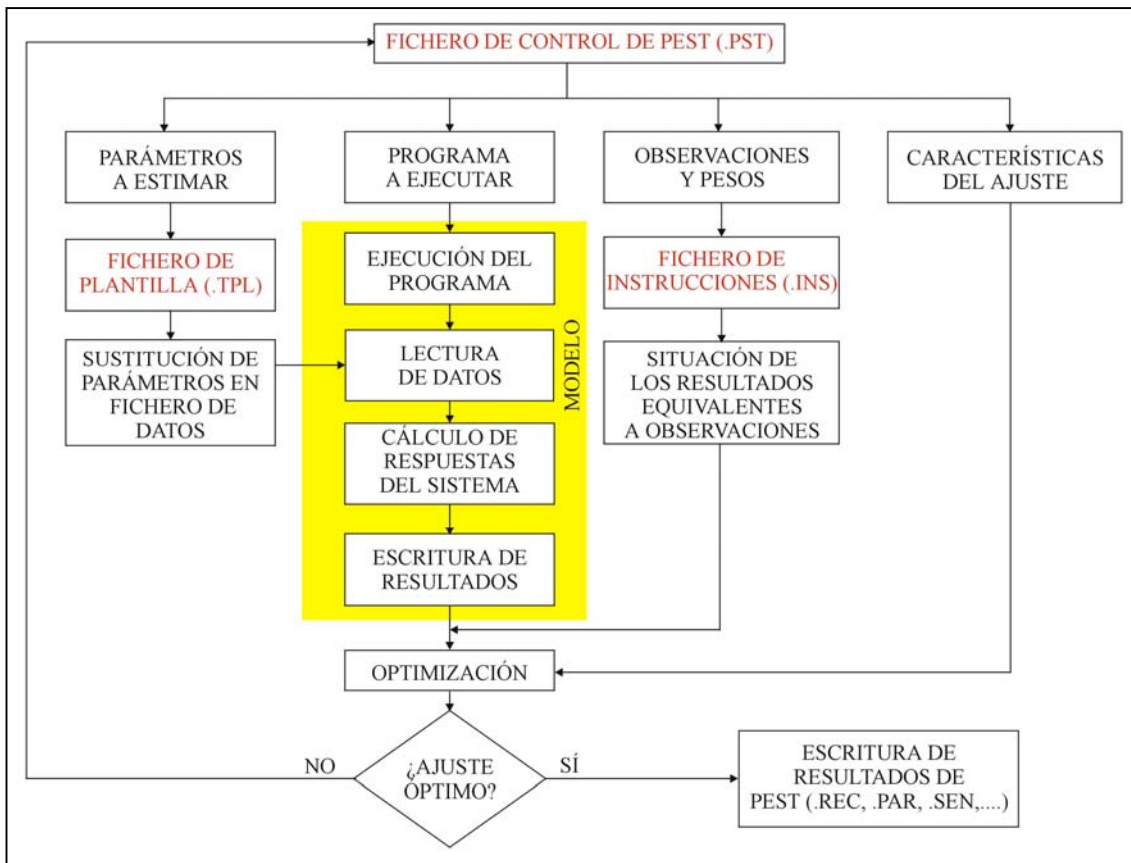 FICHERO DE CONTROL DE PEST (.PST)
PARÁMETROS
A ESTIMAR
PROGRAMA
A EJECUTAR
OBSERVACIONES
Y PESOS
CARACTERÍSTICAS
DEL AJUSTE
FICHERO DE
PLANTILLA (.TPL)
EJECUCIÓN DEL
PROGRAMA
FICHERO DE
INSTRUCCIONES (.INS)
SUSTITUCIÓN DE
PARÁMETROS EN
FICHERO DE
DATOS
LECTURA
DE DATOS
MODELO
SITUACIÓN DE
LOS RESULTADOS
EQUIVALENTES
A OBSERVACIONES
CÁLCULO DE
RESPUESTAS
DEL SISTEMA
ESCRITURA DE
RESULTADOS
OPTIMIZACIÓN
NO
¿AJUSTE
ÓPTIMO?
SÍ
ESCRITURA DE
RESULTADOS DE
PEST (.REC, .PAR, .SEN,....)